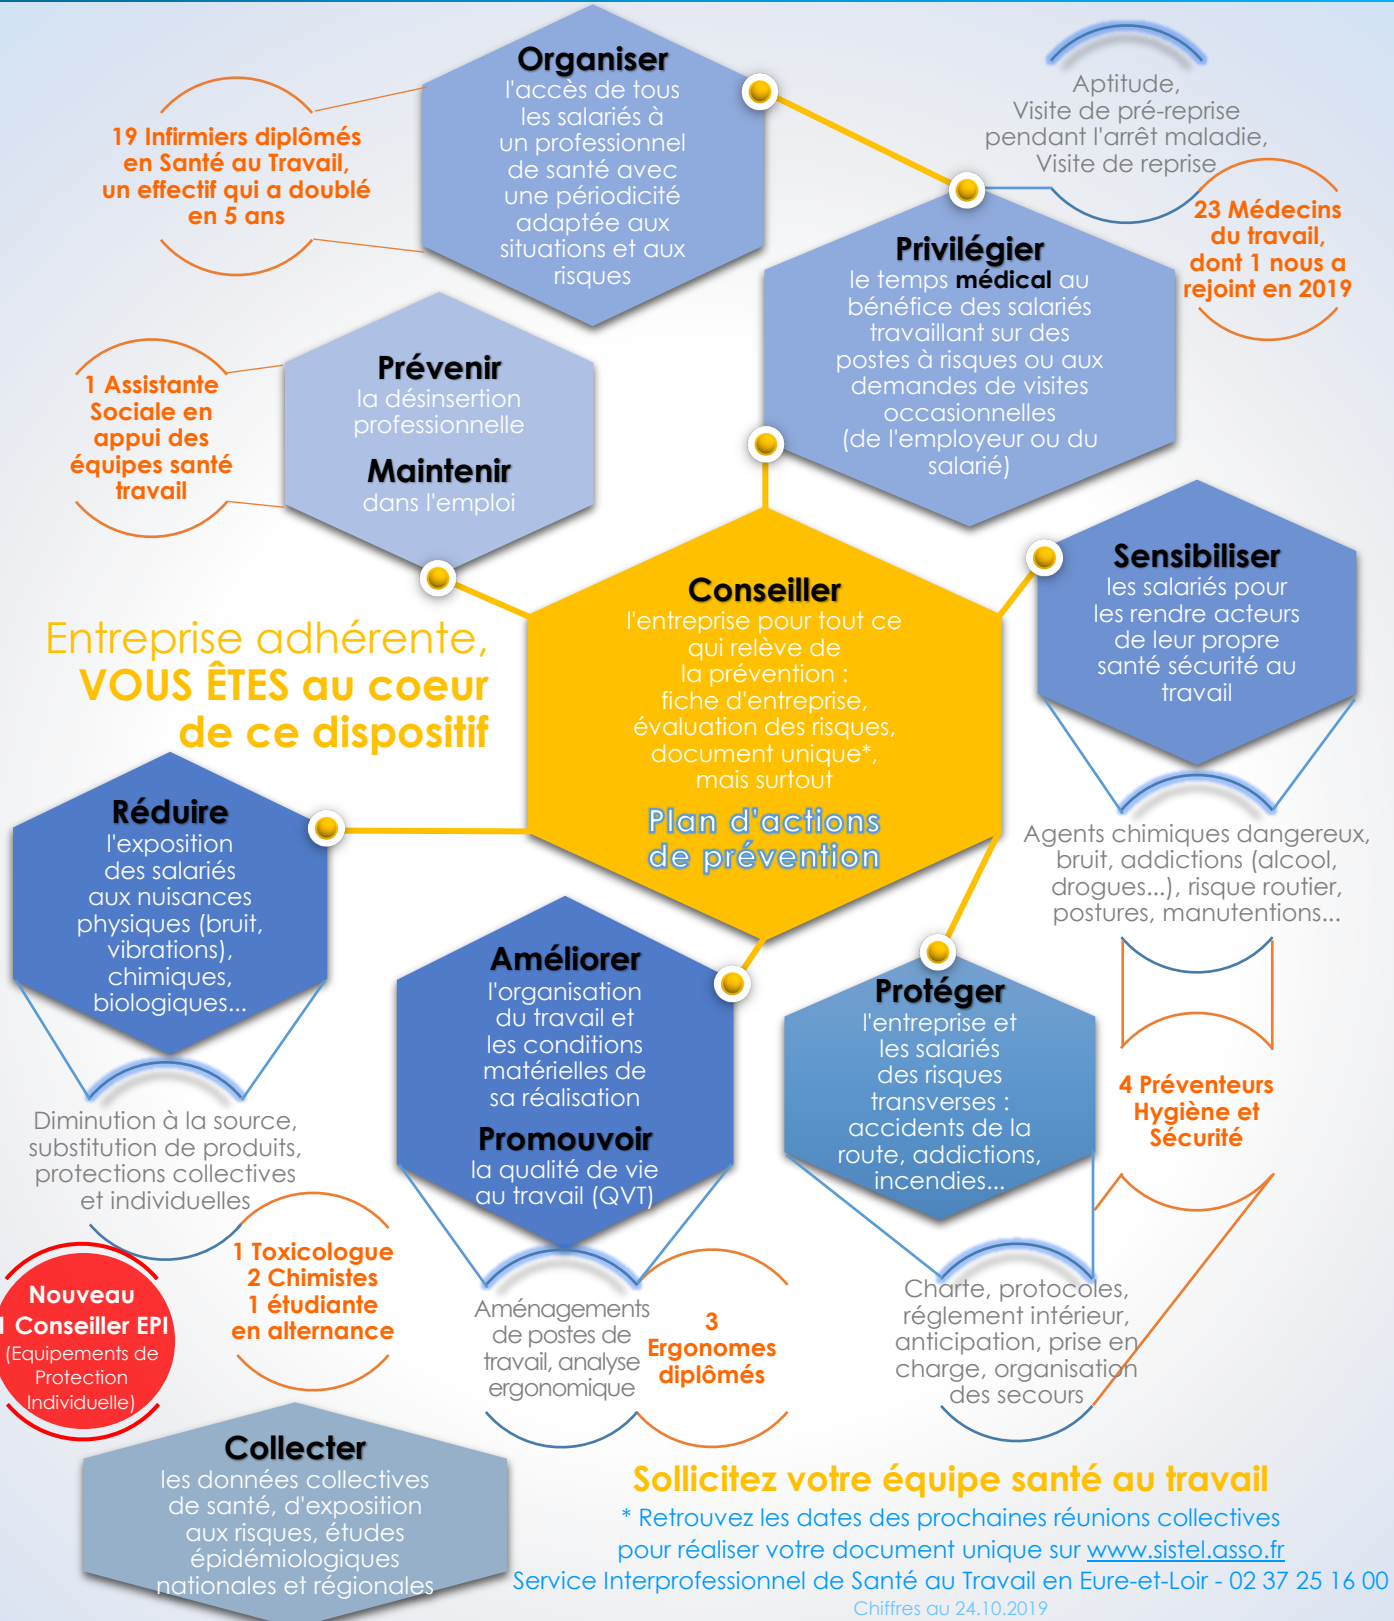 Organiser
l'accès de tous
les salariés à
un professionnel
de santé avec
une périodicité
adaptée aux
situations et aux
risques
19 Infirmiers diplômés
en Santé au Travail,
un effectif qui a doublé
en 5 ans
Aptitude,
Visite de pré-reprise
pendant l'arrêt maladie,
Visite de reprise
23 Médecins
du travail,
dont 1 nous a
rejoint en 2019
Privilégier
le temps médical au
bénéfice des salariés
travaillant sur des
postes à risques ou aux
demandes de visites
occasionnelles
(de l'employeur ou du
salarié)
Prévenir
la désinsertion
professionnelle
Maintenir
dans l'emploi
1 Assistante
Sociale en
appui des
équipes santé
travail
Sensibiliser
les salariés pour
les rendre acteurs
de leur propre
santé sécurité au
travail
Conseiller
l'entreprise pour tout ce
qui relève de
la prévention :
fiche d'entreprise,
évaluation des risques,
document unique*,
mais surtout
Plan d'actions
de prévention
Entreprise adhérente,
VOUS ÊTES au coeur
de ce dispositif
Réduire
l'exposition
des salariés
aux nuisances
physiques (bruit,
vibrations),
chimiques,
biologiques...
Agents chimiques dangereux,
bruit, addictions (alcool,
drogues...), risque routier,
postures, manutentions...
Améliorer
l'organisation
du travail et
les conditions
matérielles de
sa réalisation
Promouvoir
la qualité de vie
au travail (QVT)
Protéger
l'entreprise et
les salariés
des risques
transverses :
accidents de la
route, addictions,
incendies...
4 Préventeurs
Hygiène et
Sécurité
Diminution à la source,
substitution de produits,
protections collectives
et individuelles
1 Toxicologue
2 Chimistes
1 étudiante
en alternance
Nouveau
1 Conseiller EPI
(Equipements de
Protection
Individuelle)
Aménagements
de postes de
travail, analyse
ergonomique
3
Ergonomes
diplômés
Charte, protocoles,
réglement intérieur,
anticipation, prise en
charge, organisation
des secours
Collecter
les données collectives
de santé, d'exposition
aux risques, études
épidémiologiques
nationales et régionales
Sollicitez votre équipe santé au travail
* Retrouvez les dates des prochaines réunions collectives
pour réaliser votre document unique sur www.sistel.asso.fr
Service Interprofessionnel de Santé au Travail en Eure-et-Loir - 02 37 25 16 00
Chiffres au 24.10.2019